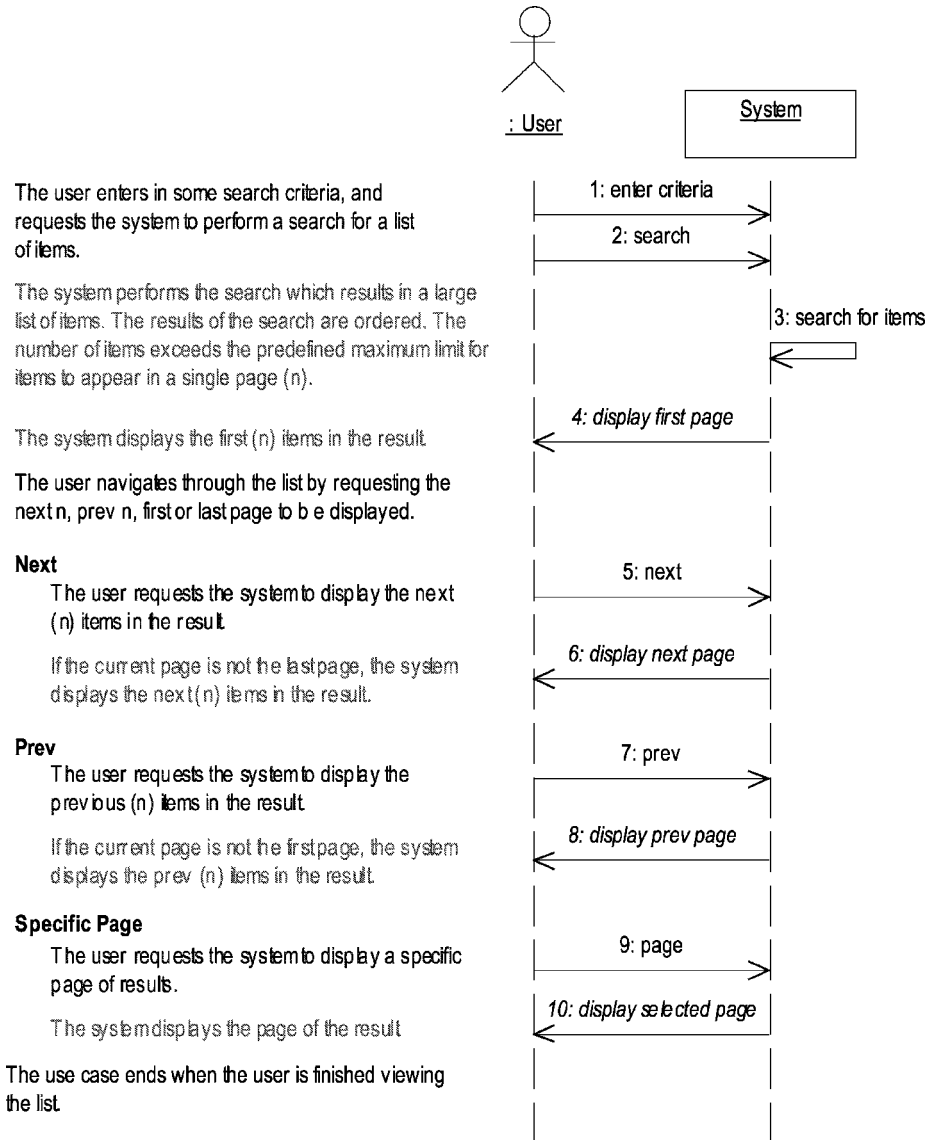 : User
System
The user enters in some search criteria, and
requests the system to perform a search for a list
of items.
1: enter criteria
2: search
The system performs the search which results in a large
list of items. The results of the search are ordered. The
number of items exceeds the predefined maximum limit for
items to appear in a single page (n).
3: search for items
The system displays the first (n) items in the result.
4: display first page
The user navigates through the list by requesting the
next n, prev n, first or last page to b e displayed.
Next
The user requests the system to display the next
(n) items in the result.
5: next
If the current page is not the last page, the system
displays the next (n) items in the result.
6: display next page
Prev
The user requests the system to display the
previous (n) items in the result.
7: prev
If the current page is not the first page, the system
displays the prev (n) items in the result.
8: display prev page
Specific Page
The user requests the system to display a specific
page of results.
9: page
The system displays the page of the result
10: display selected page
The use case ends when the user is finished viewing
the list.